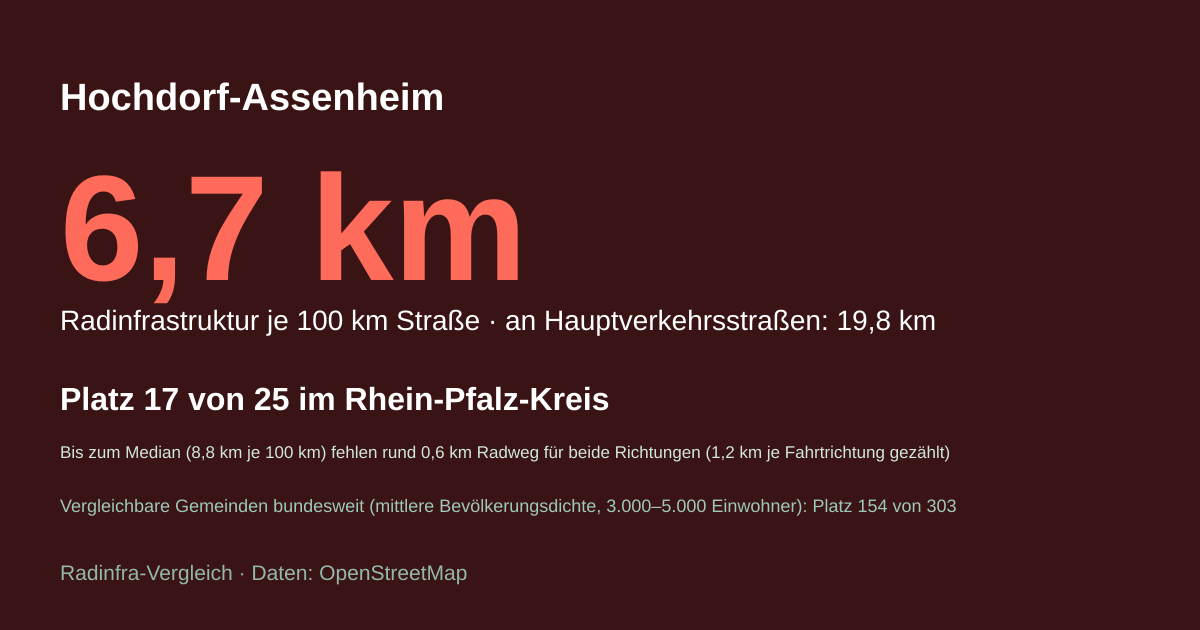 Hochdorf-Assenheim
6,7 km
Radinfrastruktur je 100 km Straße · an Hauptverkehrsstraßen: 19,8 km
Platz 17 von 25 im Rhein-Pfalz-Kreis
Bis zum Median (8,8 km je 100 km) fehlen rund 0,6 km Radweg für beide Richtungen (1,2 km je Fahrtrichtung gezählt)
Vergleichbare Gemeinden bundesweit (mittlere Bevölkerungsdichte, 3.000–5.000 Einwohner): Platz 154 von 303
Radinfra-Vergleich · Daten: OpenStreetMap